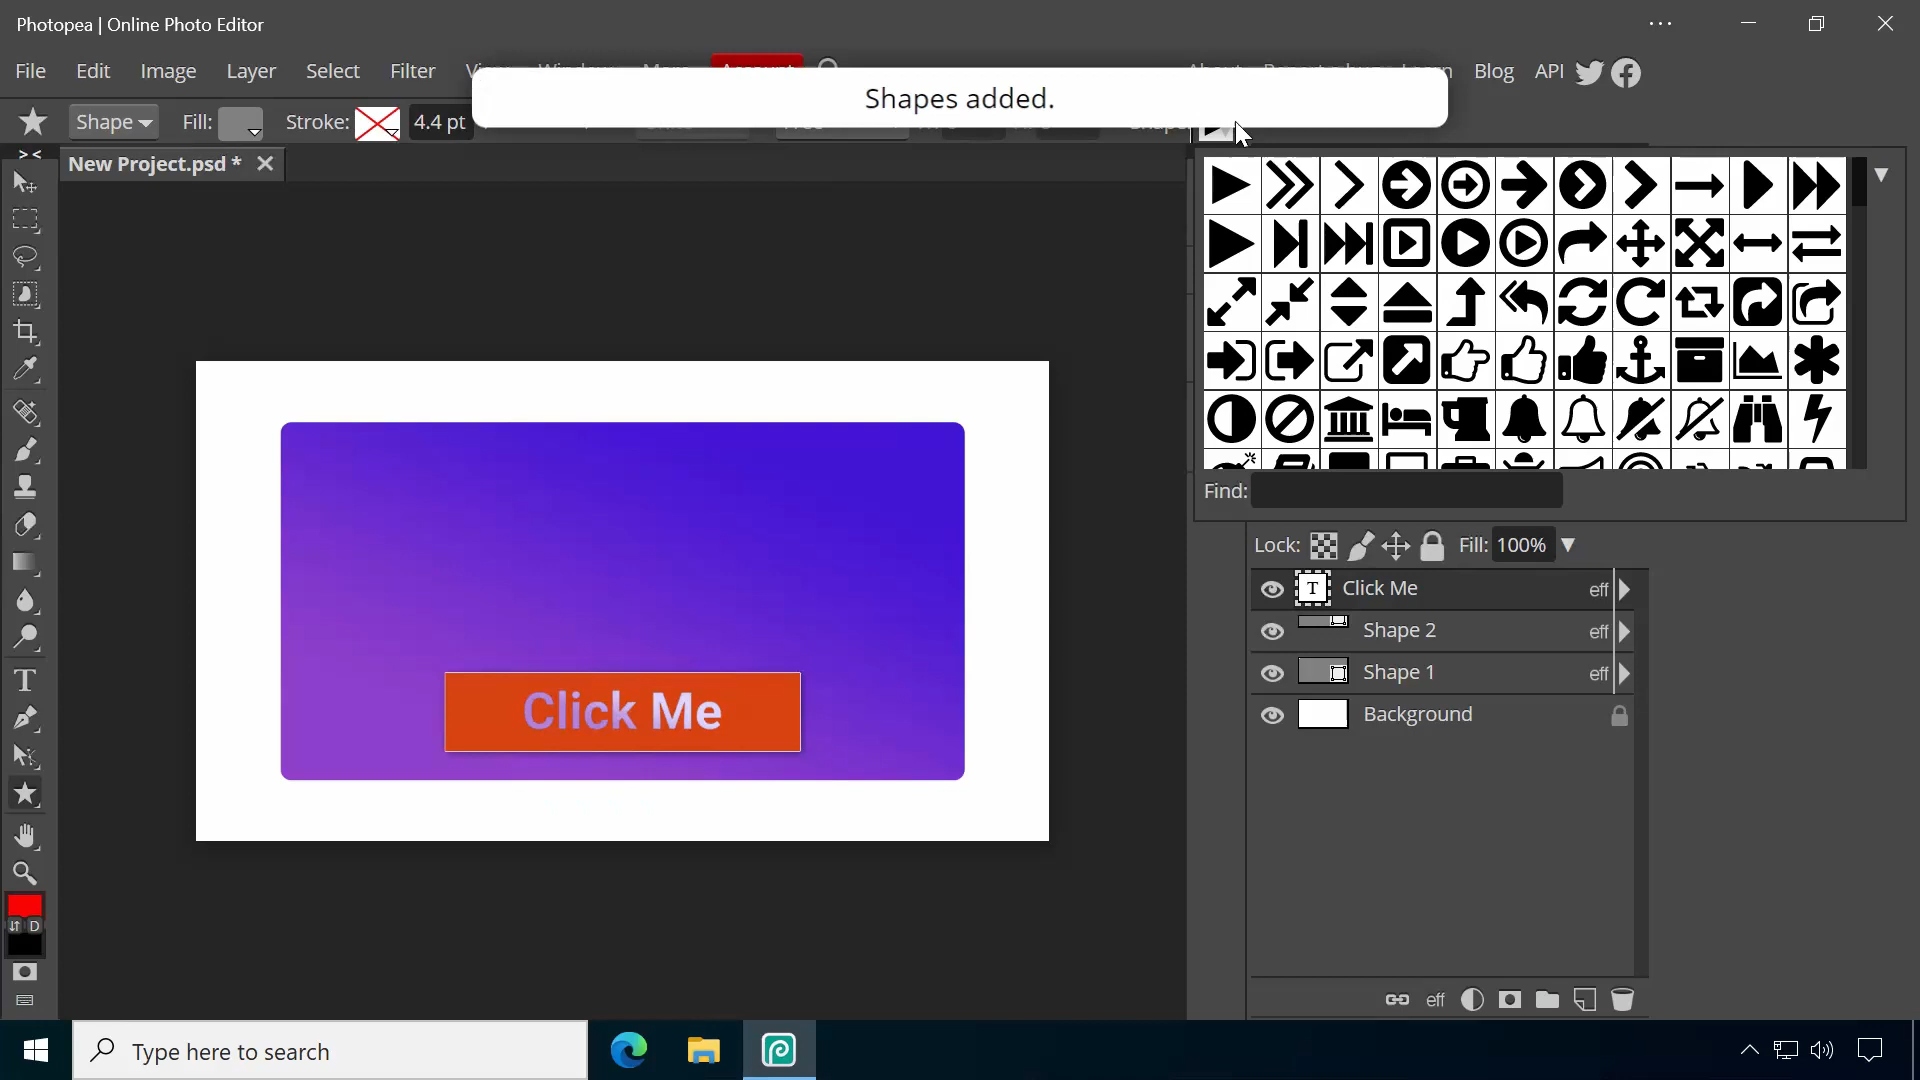 Photopea | Online Photo Editor
File Edit Image Layer Select Filter
Blog API
Shapes added.
Shape Fill: Stroke: 4.4 pt
New Project.psd *
Find:
Lock: Fill: 100%
T Click Me eff
Shape 2 eff
Shape 1 eff
Background
Click Me
T
D
eff
Type here to search